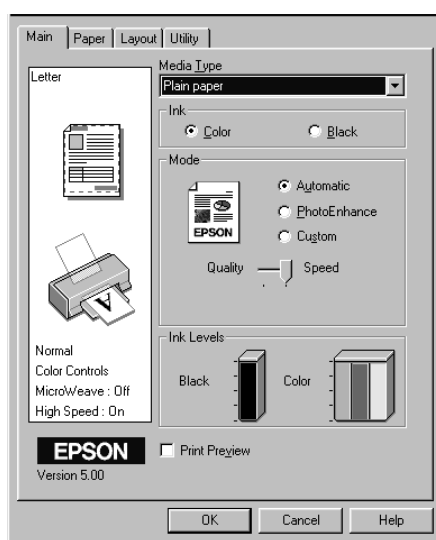 Main Paper Layout Utility
Letter
Media Type
Plain paper
Ink
Color Black
Mode
EPSON
Automatic
PhotoEnhance
Custom
Quality Speed
A
Normal
Color Controls
MicroWeave : Off
High Speed : On
Ink Levels
Black Color
EPSON
Version 5.00
Print Preview
OK Cancel Help